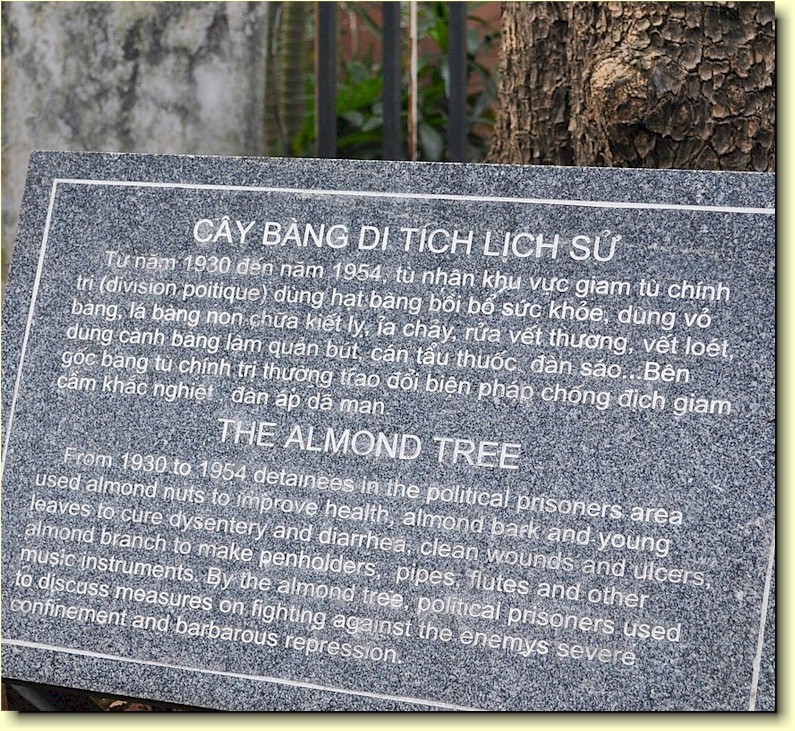 CÂY BÀNG DI TÍCH LỊCH SỬ
Từ năm 1930 đến năm 1954, tù nhân khu vực giam tù chính
trị (division poitique) dùng hạt bàng bồi bổ sức khỏe, dùng vỏ
bàng, lá bàng non chữa kiết lỵ, ỉa chảy, rửa vết thương, vết loét,
dùng cành bàng làm quản bút, cán tẩu thuốc, đàn sáo...Bên
gốc bàng tù chính trị thường trao đổi biện pháp chống địch giam
cầm khắc nghiệt , đàn áp dã man.
THE ALMOND TREE
From 1930 to 1954 detainees in the political prisoners area
used almond nuts to improve health, almond bark and young
leaves to cure dysentery and diarrhea, clean wounds and ulcers,
almond branch to make penholders, pipes, flutes and other
music instruments. By the almond tree, political prisoners used
to discuss measures on fighting against the enemys severe
confinement and barbarous repression.